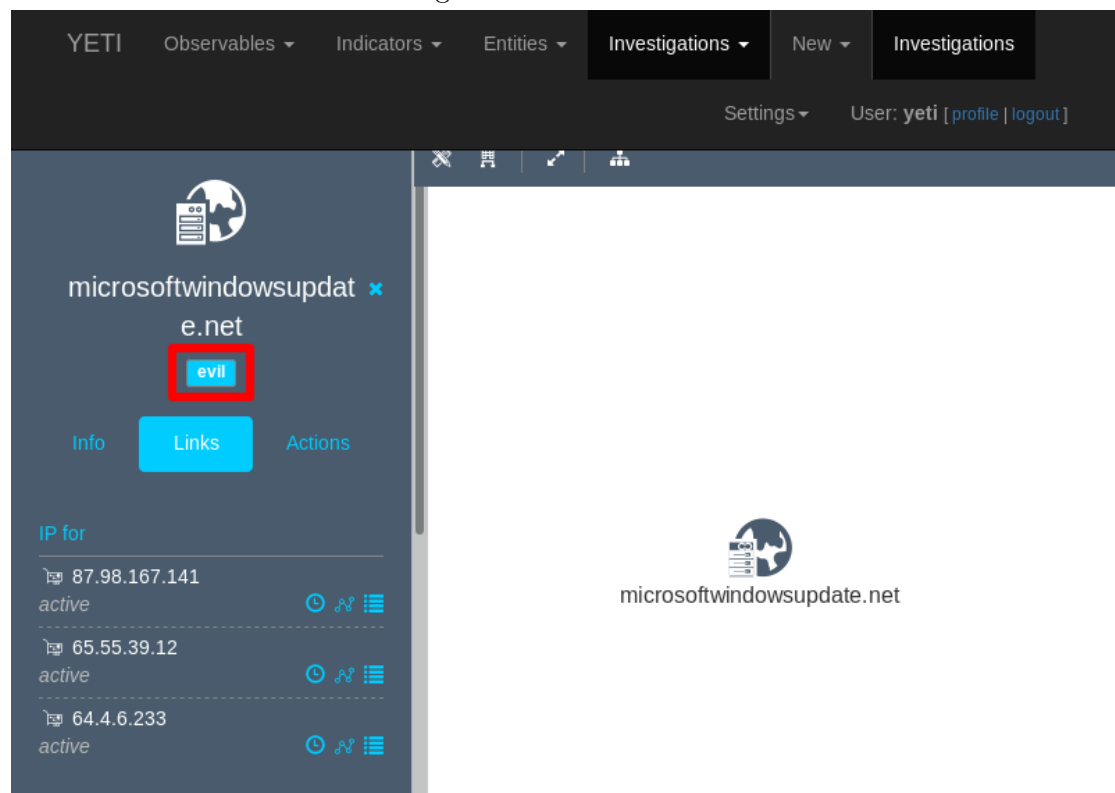 YETI Observables Indicators Entities Investigations New Investigations
Settings User: yeti [ profile | logout ]
microsoftwindowsupdat
e.net
evil
Info Links Actions
IP for
87.98.167.141
active
65.55.39.12
active
64.4.6.233
active
microsoftwindowsupdate.net